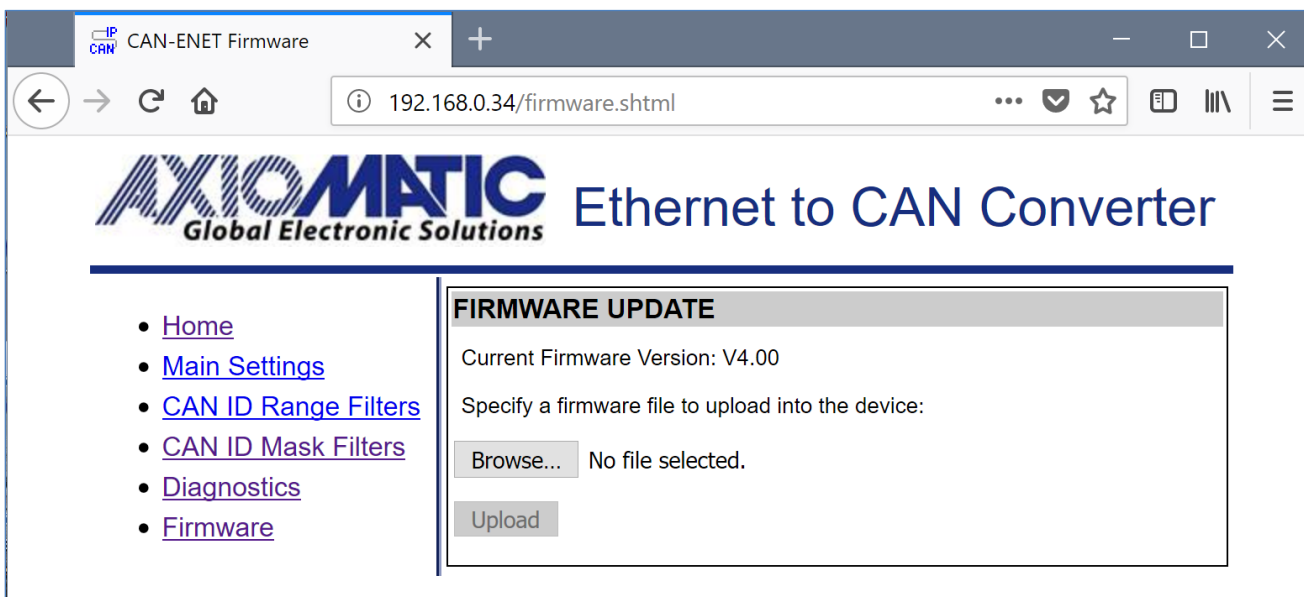 IP
CAN CAN-ENET Firmware
192.168.0.34/firmware.shtml
AXIOMATIC
Global Electronic Solutions
Ethernet to CAN Converter
Home
Main Settings
CAN ID Range Filters
CAN ID Mask Filters
Diagnostics
Firmware
FIRMWARE UPDATE
Current Firmware Version: V4.00
Specify a firmware file to upload into the device:
Browse... No file selected.
Upload